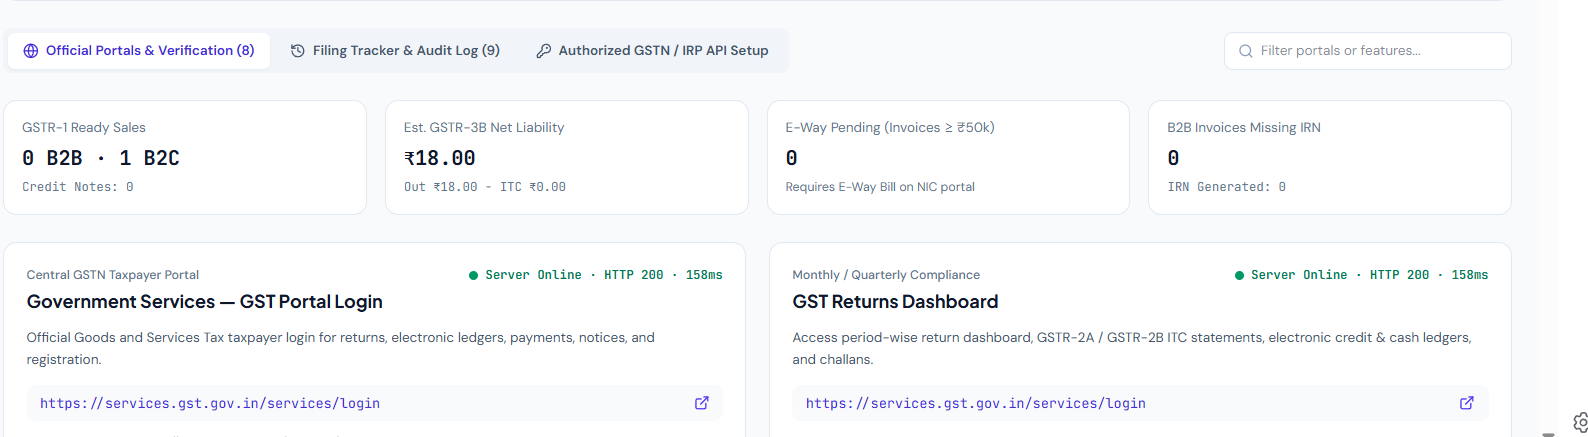 Official Portals & Verification (8)
Filing Tracker & Audit Log (9)
Authorized GSTN / IRP API Setup
Filter portals or features...
GSTR-1 Ready Sales
0 B2B · 1 B2C
Credit Notes: 0
Est. GSTR-3B Net Liability
₹18.00
Out ₹18.00 - ITC ₹0.00
E-Way Pending (Invoices ≥ ₹50k)
0
Requires E-Way Bill on NIC portal
B2B Invoices Missing IRN
0
IRN Generated: 0
Central GSTN Taxpayer Portal
Server Online · HTTP 200 · 158ms
Government Services — GST Portal Login
Official Goods and Services Tax taxpayer login for returns, electronic ledgers, payments, notices, and
registration.
https://services.gst.gov.in/services/login
Monthly / Quarterly Compliance
Server Online · HTTP 200 · 158ms
GST Returns Dashboard
Access period-wise return dashboard, GSTR-2A / GSTR-2B ITC statements, electronic credit & cash ledgers,
and challans.
https://services.gst.gov.in/services/login